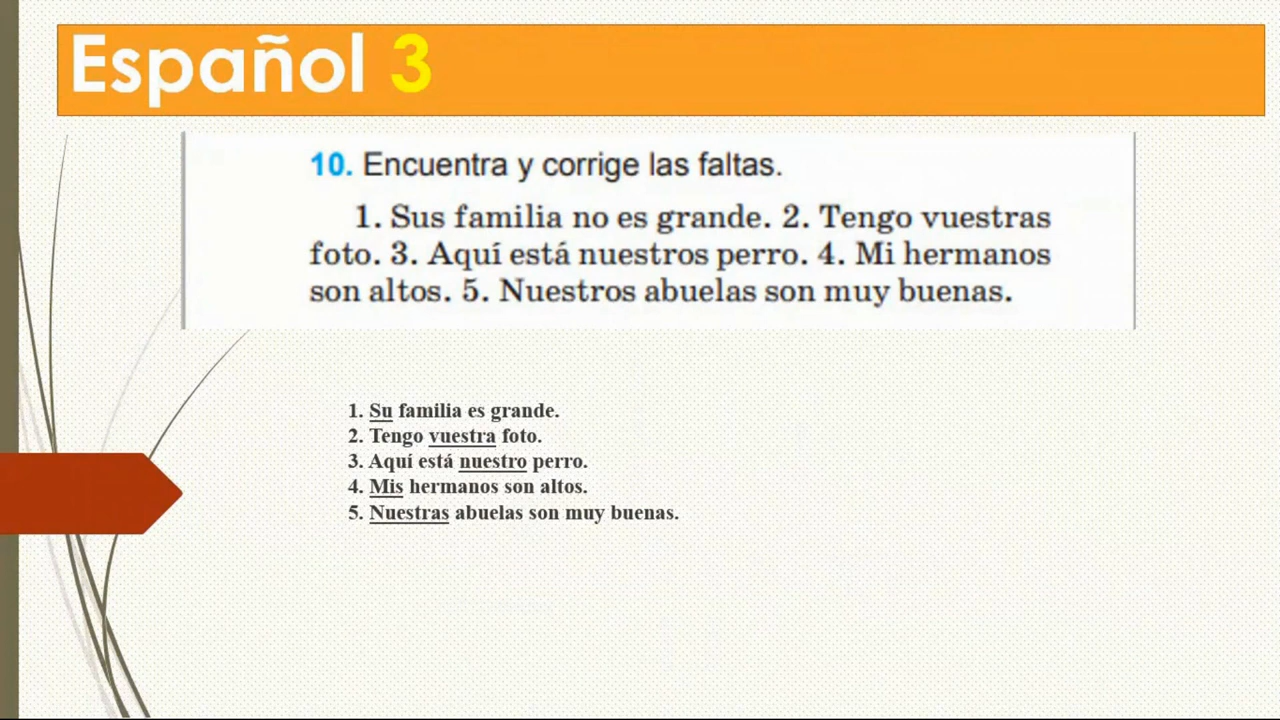 Español 3
10. Encuentra y corrige las faltas.
1. Sus familia no es grande. 2. Tengo vuestras
foto. 3. Aquí está nuestros perro. 4. Mi hermanos
son altos. 5. Nuestros abuelas son muy buenas.
1. Su familia es grande.
2. Tengo vuestra foto.
3. Aquí está nuestro perro.
4. Mis hermanos son altos.
5. Nuestras abuelas son muy buenas.